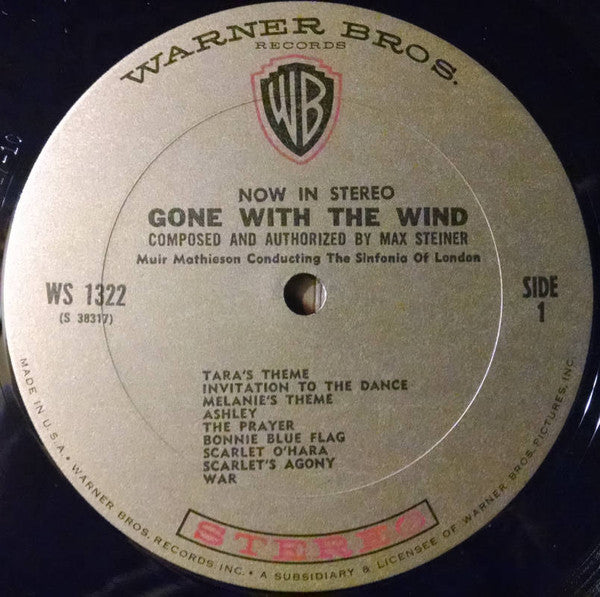 WARNER BROS.
RECORDS
WB
NOW IN STEREO
GONE WITH THE WIND
COMPOSED AND AUTHORIZED BY MAX STEINER
Muir Mathieson Conducting The Sinfonia Of London
WS 1322
(S 38317)
SIDE
1
TARA'S THEME
INVITATION TO THE DANCE
MELANIE'S THEME
ASHLEY
THE PRAYER
BONNIE BLUE FLAG
SCARLET O'HARA
SCARLET'S AGONY
WAR
STEREO
MADE IN U.S.A. • WARNER BROS. RECORDS INC. • A SUBSIDIARY & LICENSEE OF WARNER BROS. PICTURES, INC.